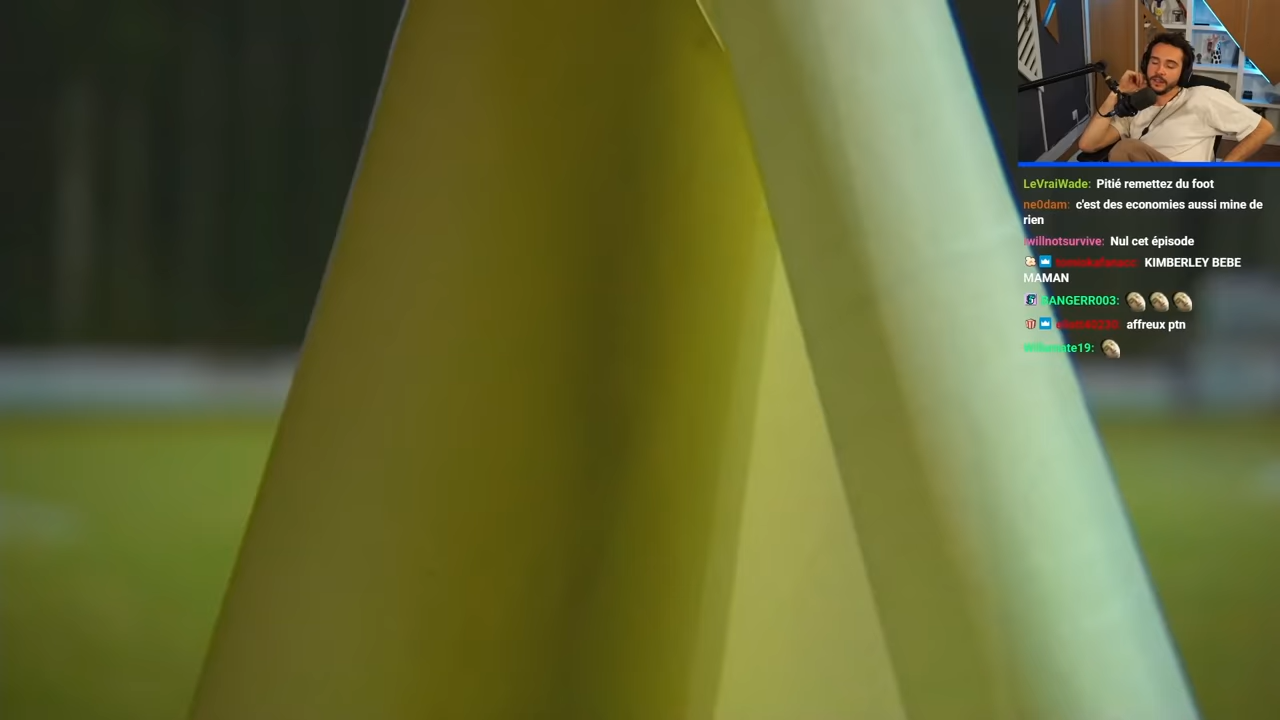 LeVraiWade: Pitié remettez du foot
ne0dam: c'est des economies aussi mine de
rien
iwillnotsurvive: Nul cet épisode
KIMBERLEY BEBE
MAMAN
BANGERR003:
affreux ptn